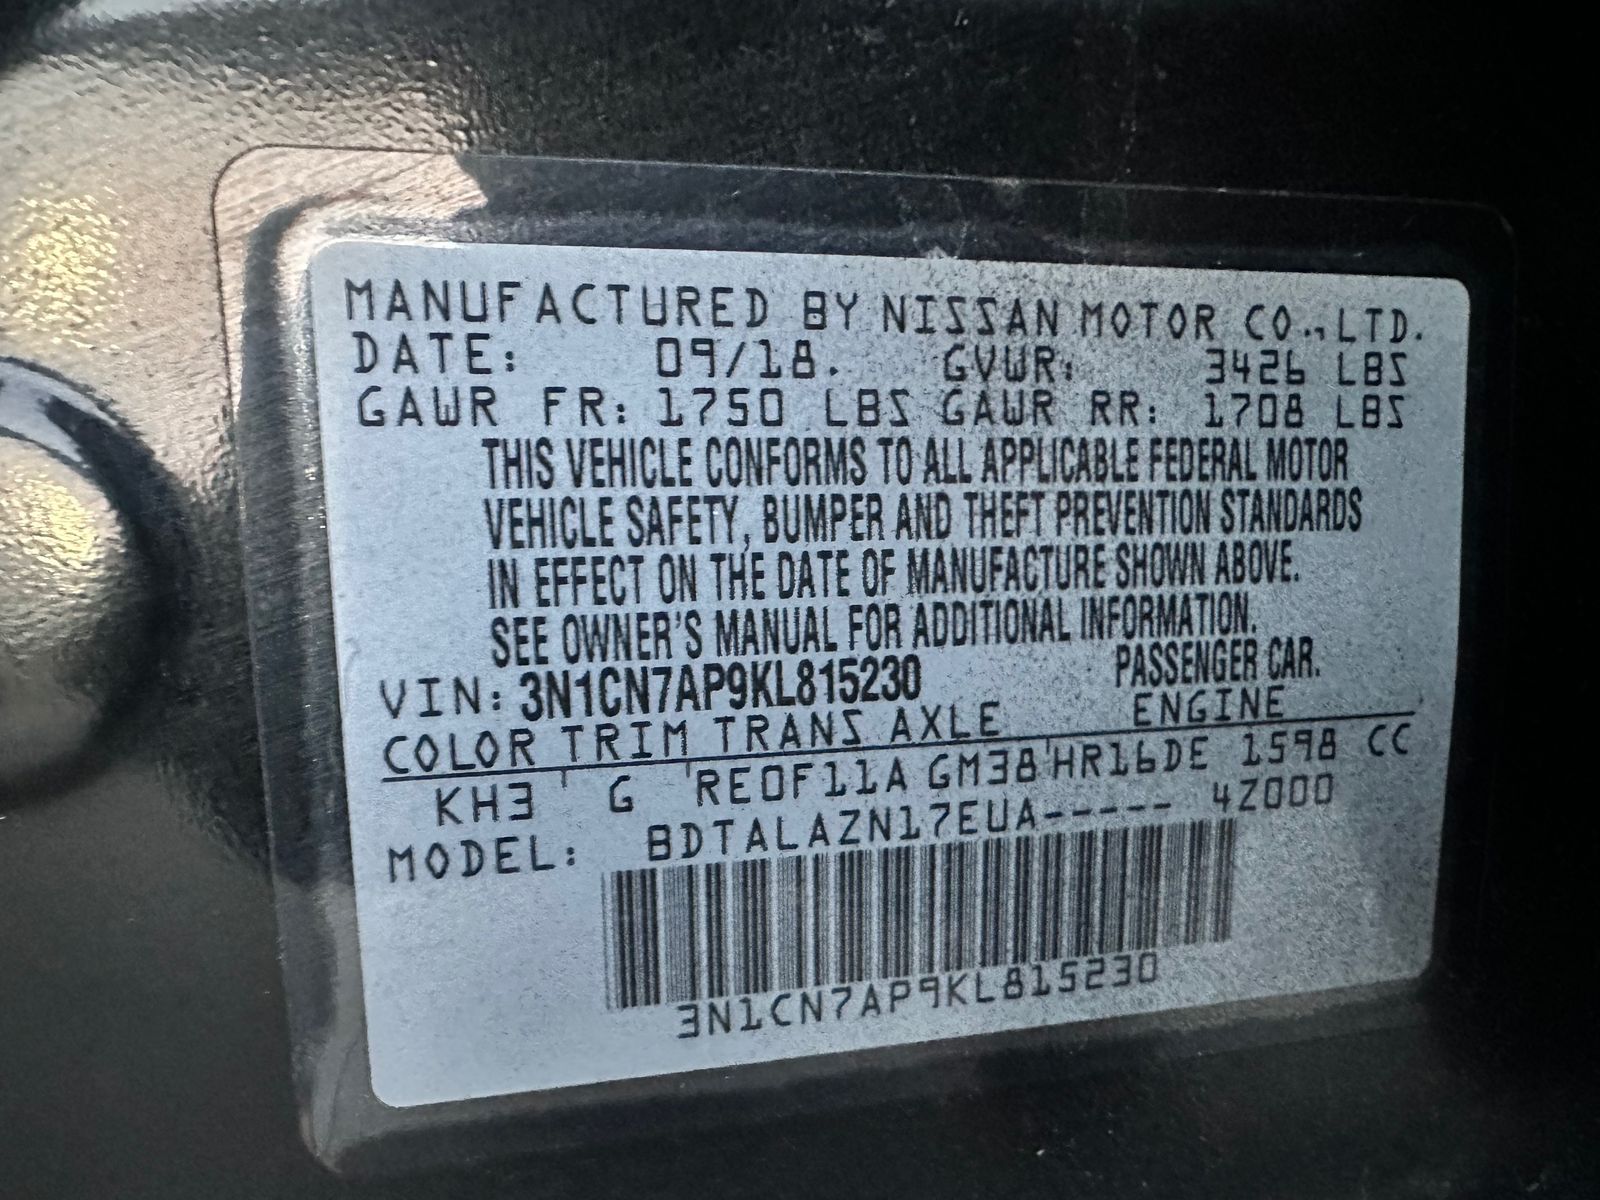 MANUFACTURED BY NISSAN MOTOR CO., LTD.
DATE: 09/18. GVWR: 3426 LBS
GAWR FR: 1750 LBS GAWR RR: 1708 LBS
THIS VEHICLE CONFORMS TO ALL APPLICABLE FEDERAL MOTOR
VEHICLE SAFETY, BUMPER AND THEFT PREVENTION STANDARDS
IN EFFECT ON THE DATE OF MANUFACTURE SHOWN ABOVE.
SEE OWNER'S MANUAL FOR ADDITIONAL INFORMATION.
VIN: 3N1CN7AP9KL815230 PASSENGER CAR.
COLOR TRIM TRANS AXLE ENGINE
KH3 G RE0F11A GM38 HR16DE 1598 CC
MODEL: BDTALAZN17EUA----- 4Z000
3N1CN7AP9KL815230